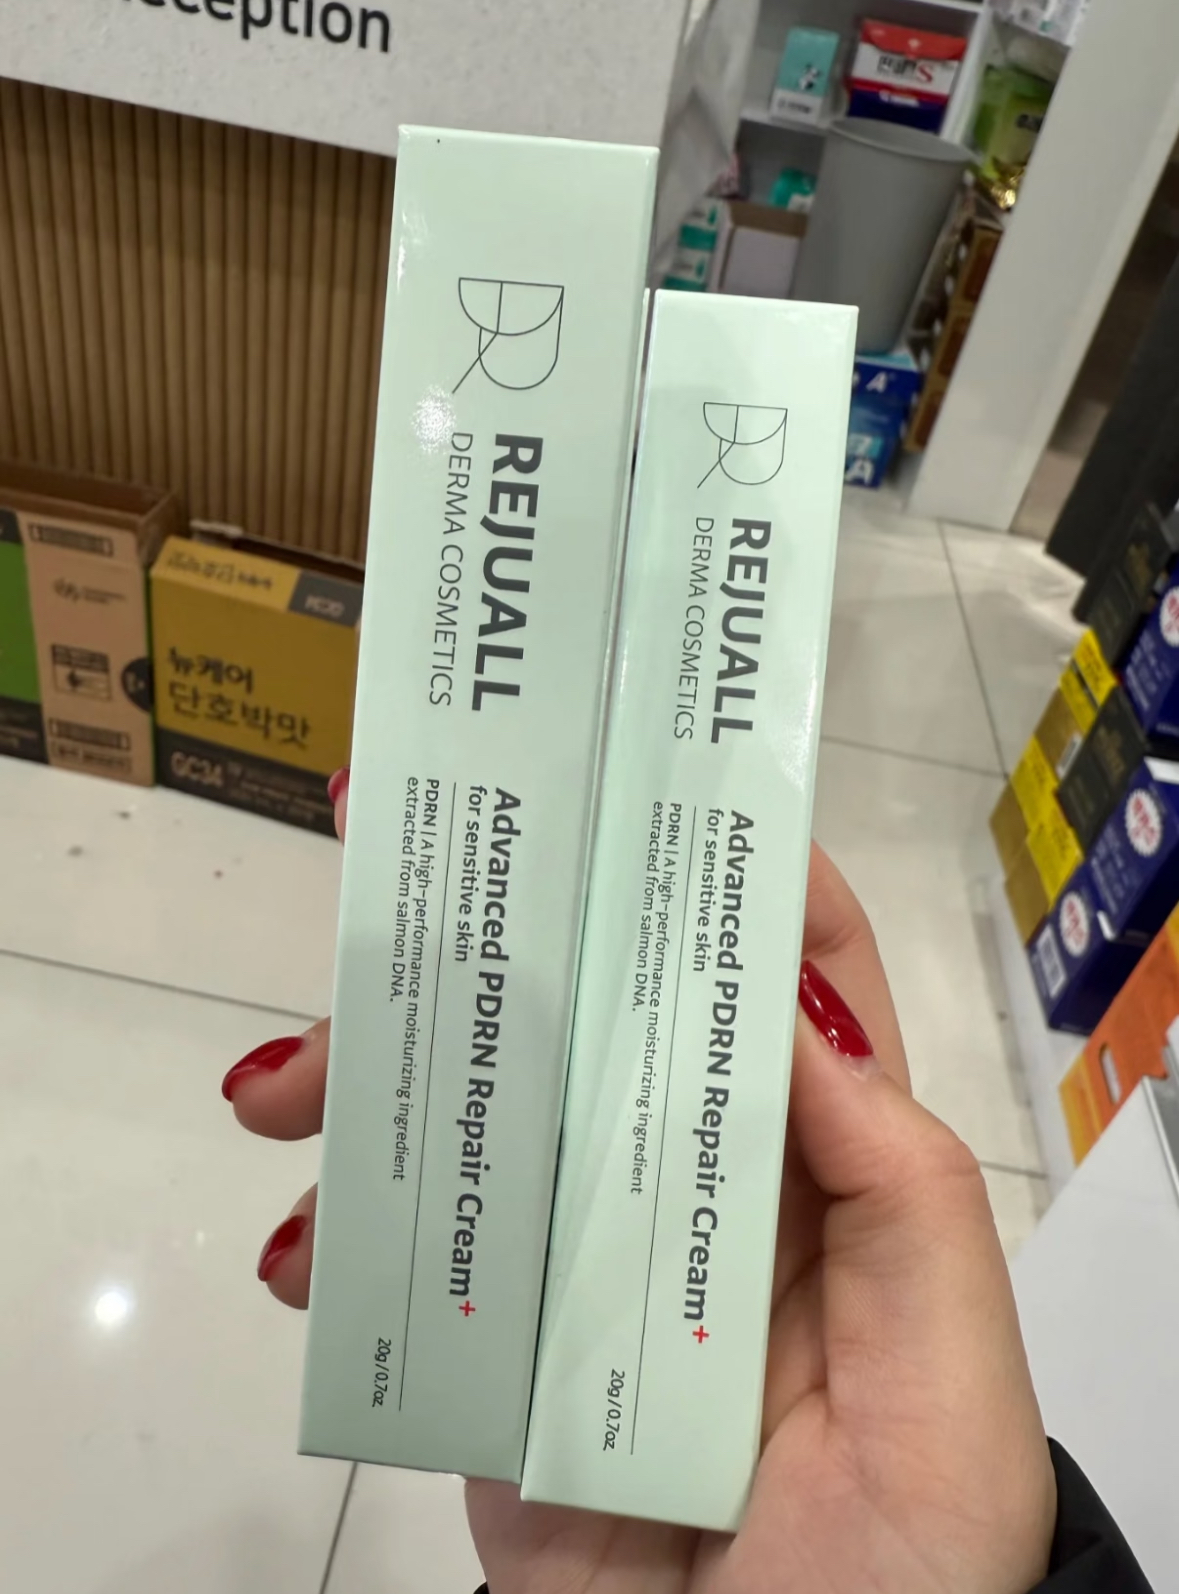 ception
REJUALL
DERMA COSMETICS
Advanced PDRN Repair Cream+
for sensitive skin
PDRN | A high-performance moisturizing ingredient
extracted from salmon DNA.
20g / 0.7oz.
REJUALL
DERMA COSMETICS
Advanced PDRN Repair Cream+
for sensitive skin
PDRN | A high-performance moisturizing ingredient
extracted from salmon DNA.
20g / 0.7oz.
뉴케어
단호박맛
GC34
A